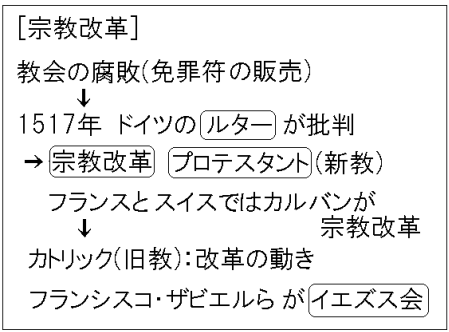 [宗教改革]
教会の腐敗(免罪符の販売)
↓
1517年 ドイツのルターが批判
→宗教改革 プロテスタント(新教)
フランスとスイスではカルバンが
↓ 宗教改革
カトリック(旧教):改革の動き
フランシスコ・ザビエルらがイエズス会